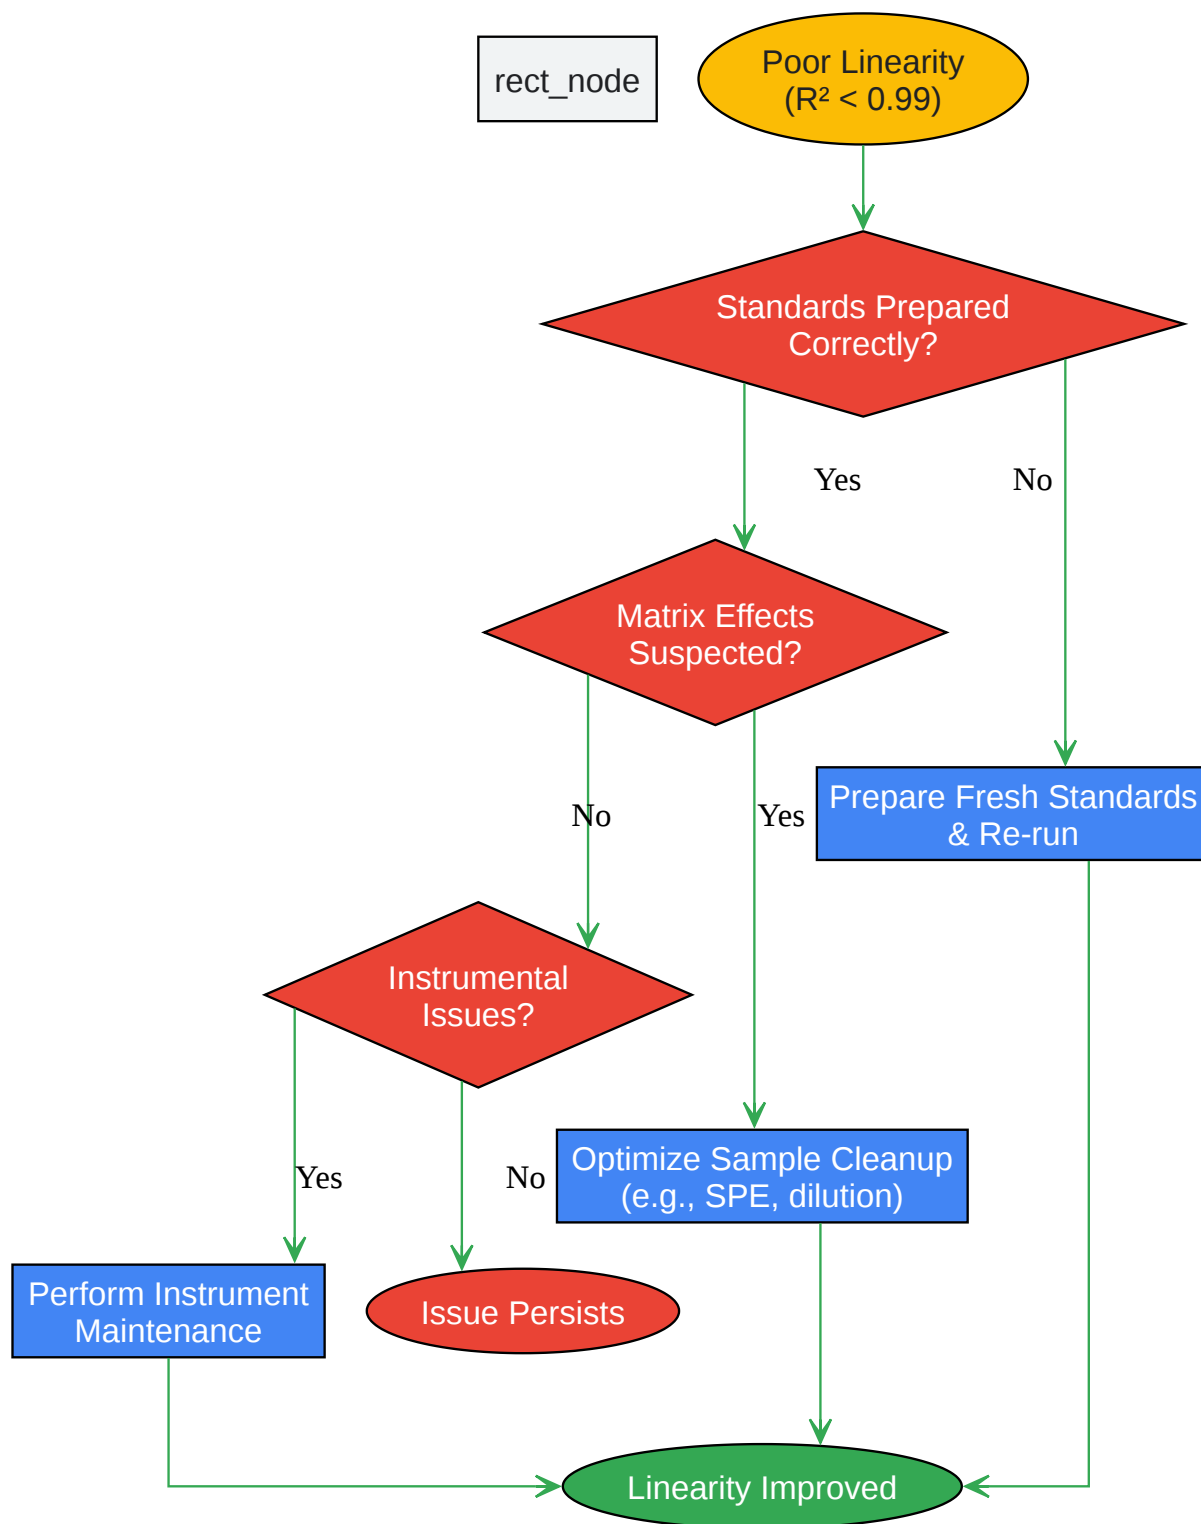 rect_node
Poor Linearity
(R² < 0.99)
Standards Prepared
Correctly?
Yes
No
Matrix Effects
Suspected?
No
Yes
Prepare Fresh Standards
& Re-run
Instrumental
Issues?
Yes
No
Optimize Sample Cleanup
(e.g., SPE, dilution)
Perform Instrument
Maintenance
Issue Persists
Linearity Improved